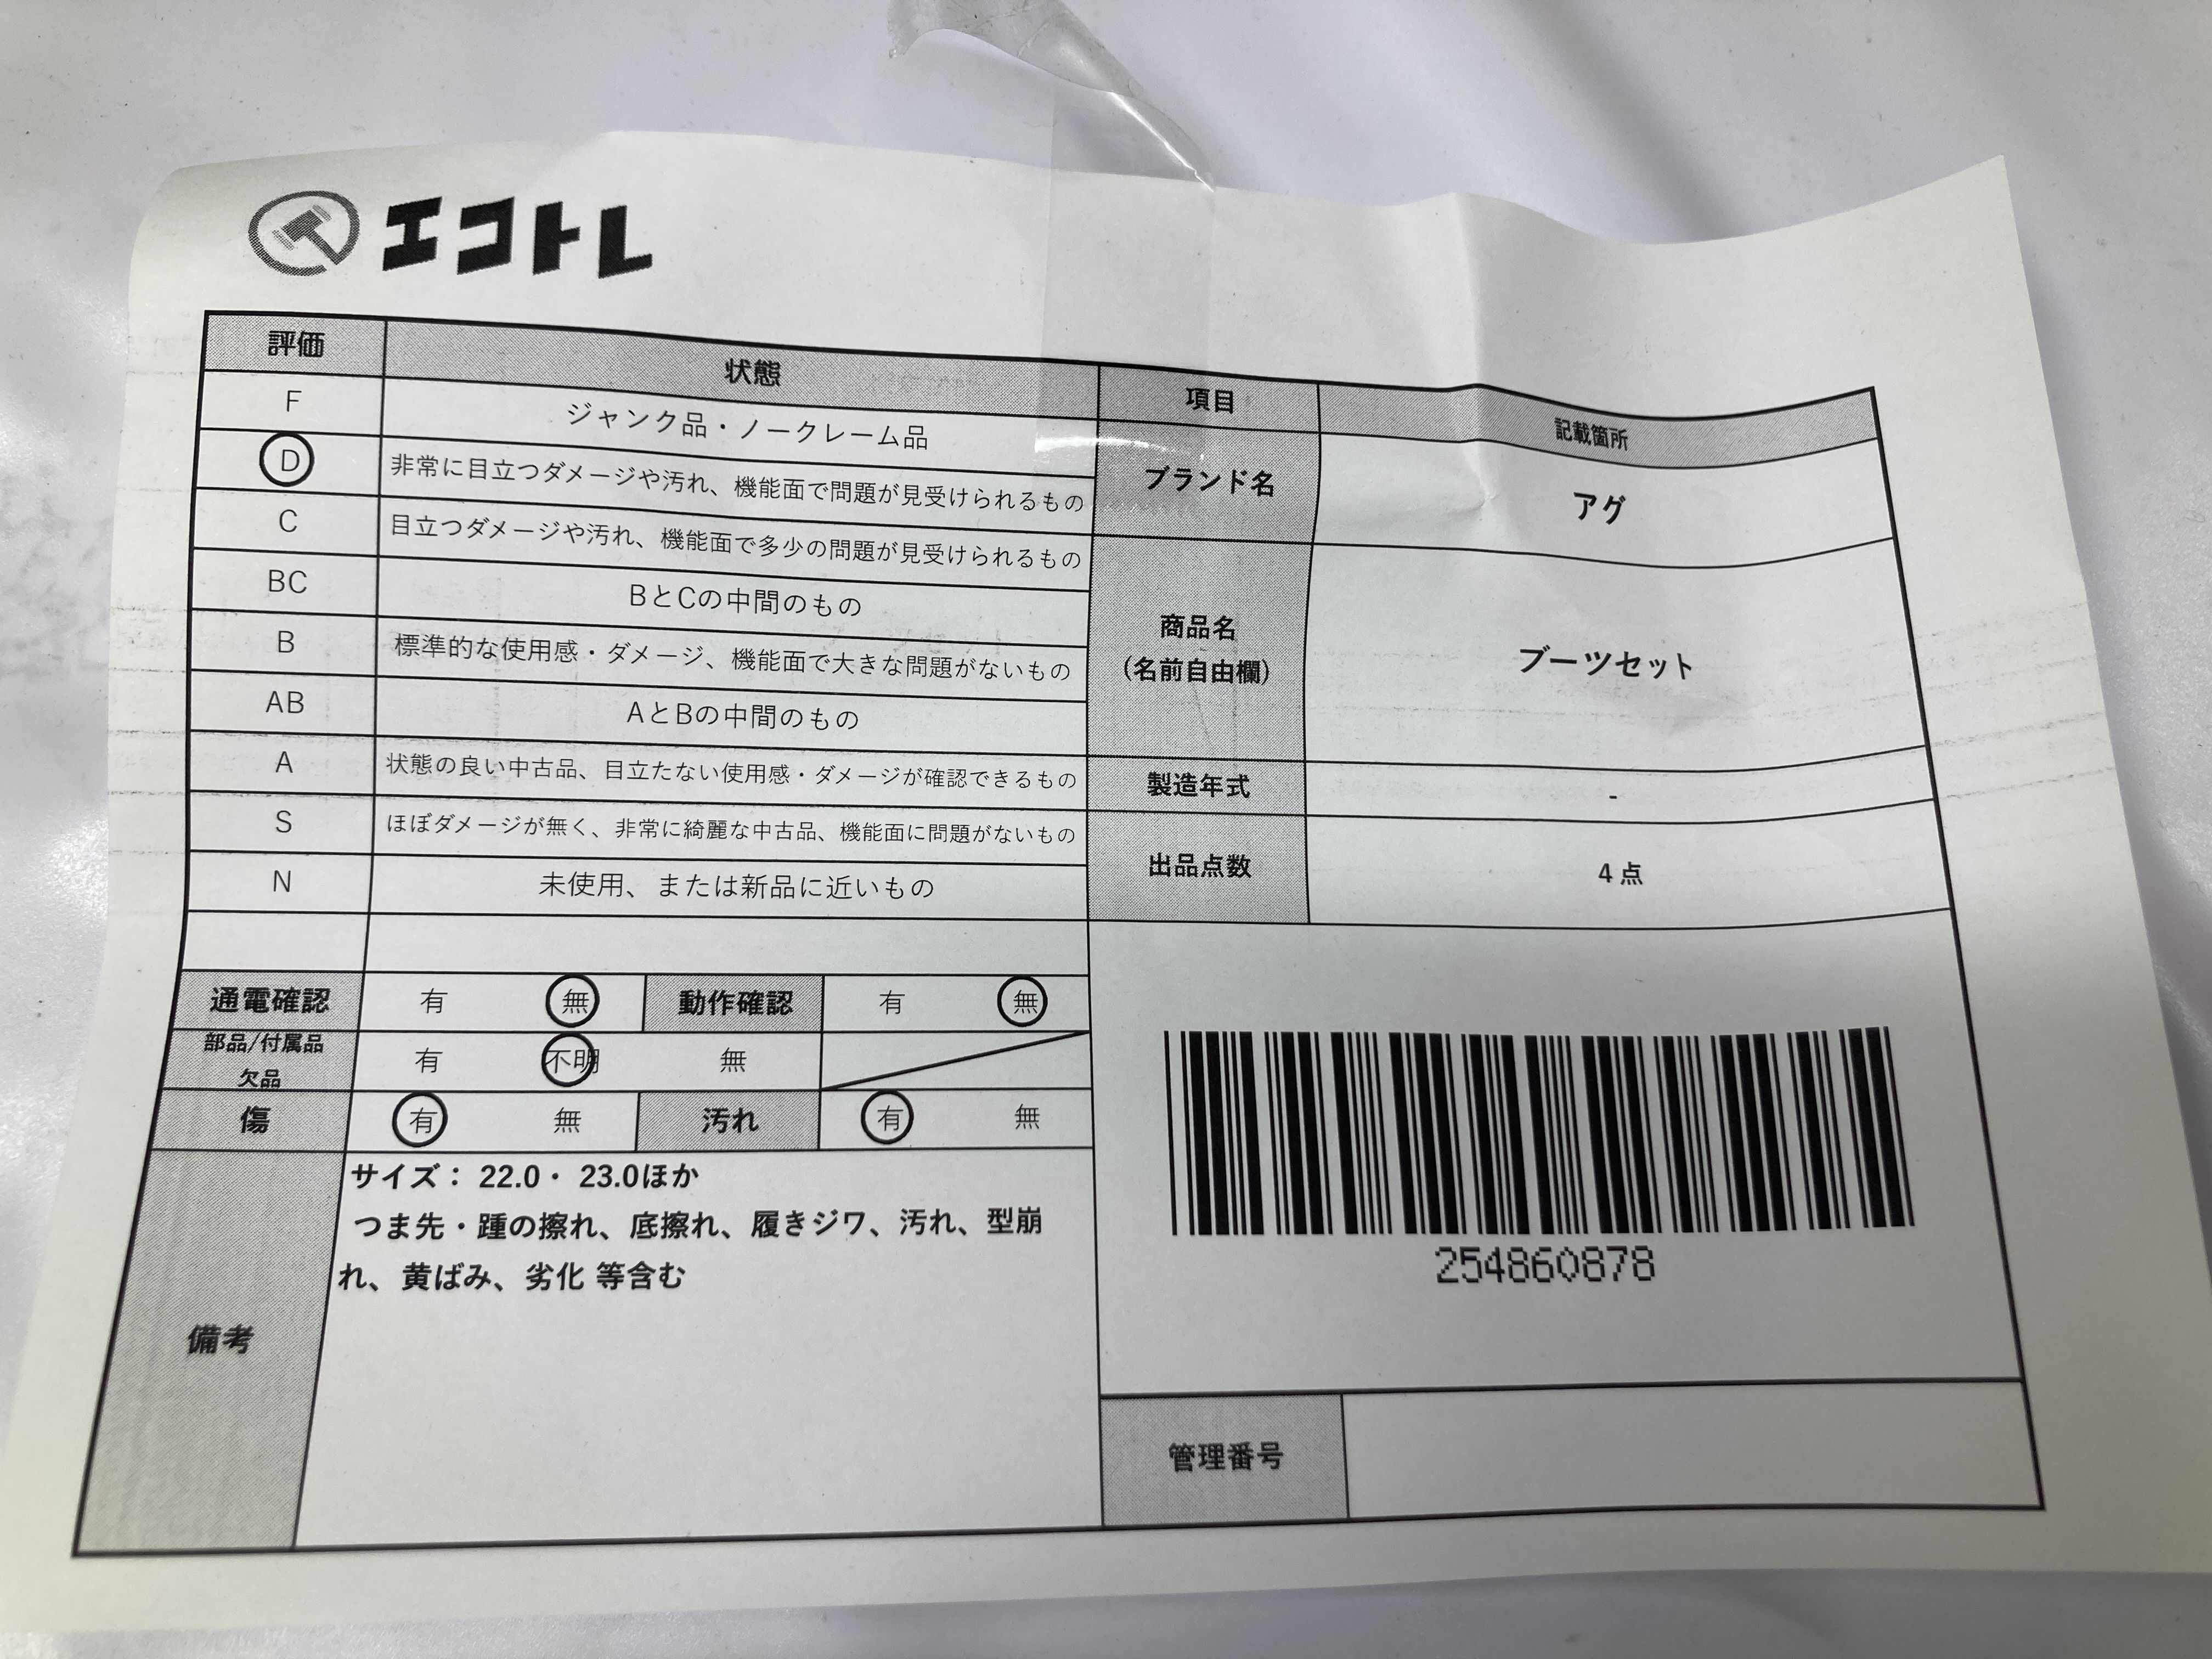 エコトレ
評価 状態
F ジャンク品・ノークレーム品
D 非常に目立つダメージや汚れ、機能面で問題が見受けられるもの
C 目立つダメージや汚れ、機能面で多少の問題が見受けられるもの
BC BとCの中間のもの
B 標準的な使用感・ダメージ、機能面で大きな問題がないもの
AB AとBの中間のもの
A 状態の良い中古品、目立たない使用感・ダメージが確認できるもの
S ほぼダメージが無く、非常に綺麗な中古品、機能面に問題がないもの
N 未使用、または新品に近いもの
通電確認 有 無 動作確認 有 無
部品/付属品
欠品 有 不明 無
傷 有 無 汚れ 有 無
備考
サイズ： 22.0・ 23.0ほか
つま先・踵の擦れ、底擦れ、履きジワ、汚れ、型崩
れ、黄ばみ、劣化 等含む
項目 記載箇所
ブランド名 アグ
商品名
(名前自由欄) ブーツセット
製造年式 -
出品点数 4 点
254860878
管理番号